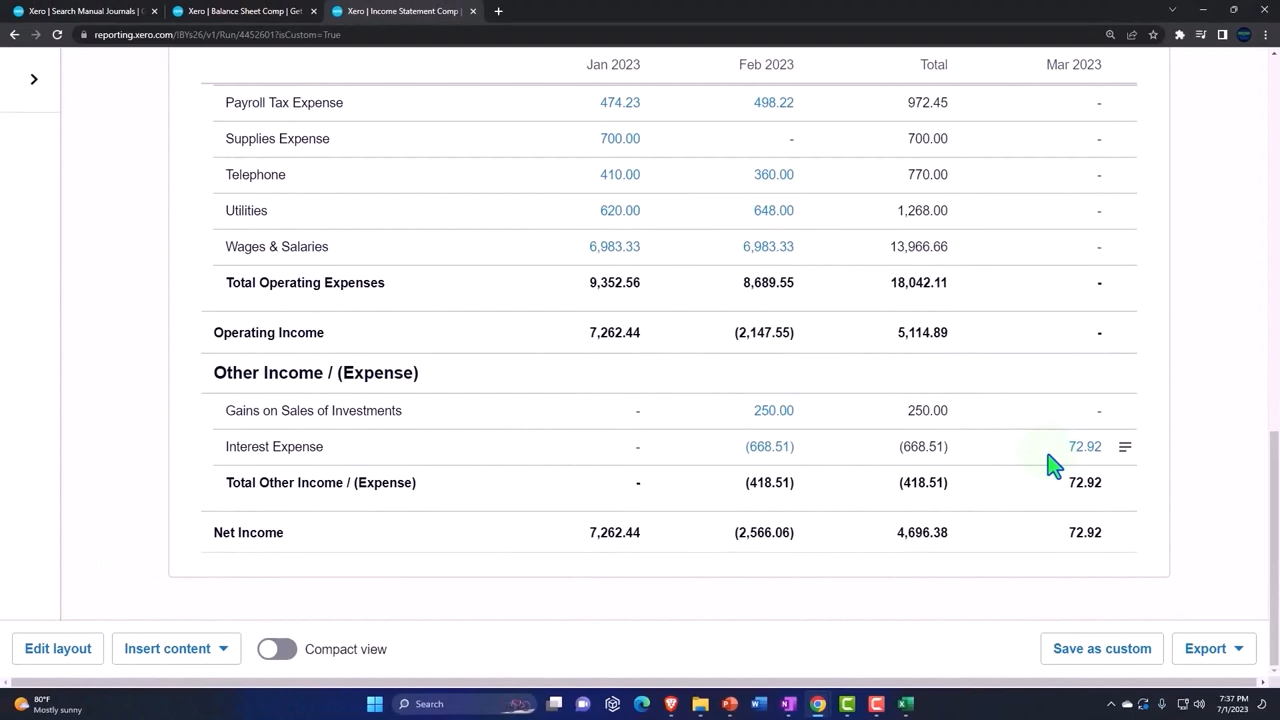 Xero | Search Manual Journals | C
Xero | Balance Sheet Comp | Get
Xero | Income Statement Comp |
reporting.xero.com/IBYs26/v1/Run/4452601?isCustom=True
Jan 2023 Feb 2023 Total Mar 2023
Payroll Tax Expense 474.23 498.22 972.45 -
Supplies Expense 700.00 - 700.00 -
Telephone 410.00 360.00 770.00 -
Utilities 620.00 648.00 1,268.00 -
Wages & Salaries 6,983.33 6,983.33 13,966.66 -
Total Operating Expenses 9,352.56 8,689.55 18,042.11 -
Operating Income 7,262.44 (2,147.55) 5,114.89 -
Other Income / (Expense)
Gains on Sales of Investments - 250.00 250.00 -
Interest Expense - (668.51) (668.51) 72.92
Total Other Income / (Expense) - (418.51) (418.51) 72.92
Net Income 7,262.44 (2,566.06) 4,696.38 72.92
Edit layout Insert content Compact view Save as custom Export
80°F
Mostly sunny
Search
7:37 PM
7/1/2023